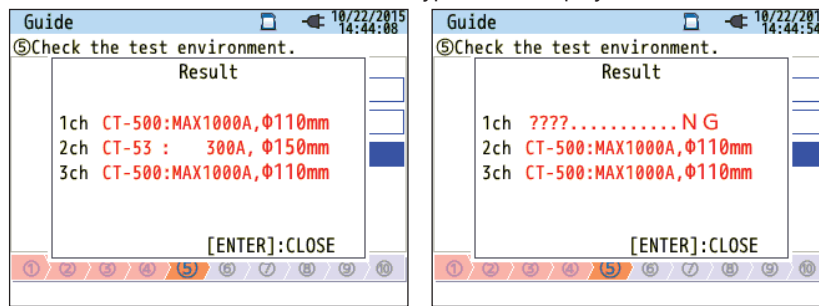 Guide 10/22/2015
14:44:08
⑤Check the test environment.
Result
1ch CT-500:MAX1000A,Φ110mm
2ch CT-53 : 300A, Φ150mm
3ch CT-500:MAX1000A,Φ110mm
[ENTER]:CLOSE
① ② ③ ④ ⑤ ⑥ ⑦ ⑧ ⑨ ⑩
Guide 10/22/201
14:44:54
⑤Check the test environment.
Result
1ch ????...........NG
2ch CT-500:MAX1000A,Φ110mm
3ch CT-500:MAX1000A,Φ110mm
[ENTER]:CLOSE
① ② ③ ④ ⑤ ⑥ ⑦ ⑧ ⑨ ⑩